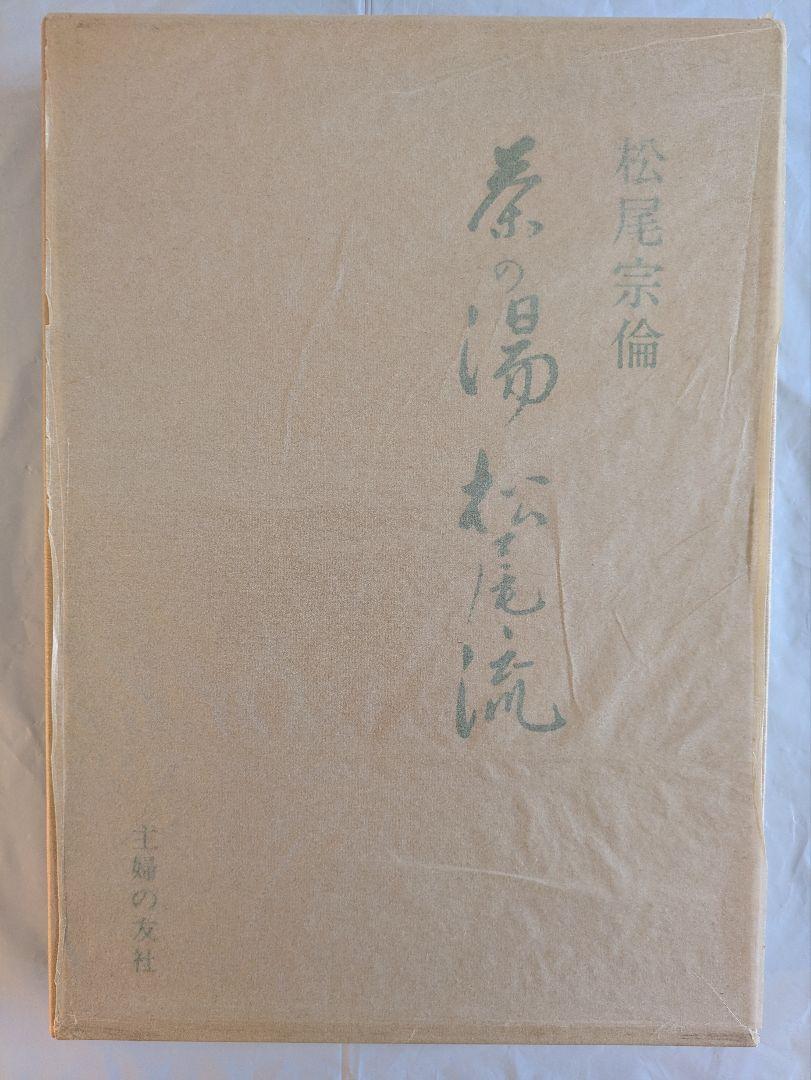 松尾宗倫
茶の湯 松尾流
主婦の友社